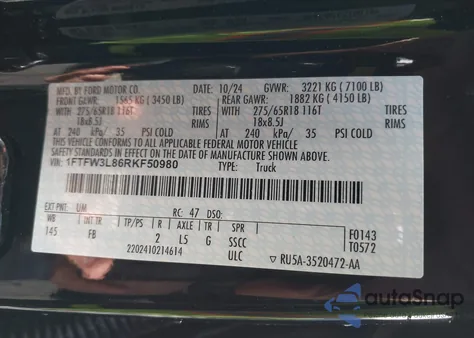 MFD. BY FORD MOTOR CO.
DATE: 10/24 GVWR: 3221 KG ( 7100 LB)
FRONT GAWR: 1565 KG ( 3450 LB) REAR GAWR: 1882 KG ( 4150 LB)
275/65R18 116T TIRES 275/65R18 116T TIRES
18x8.5J 18x8.5J
AT 240 kPa/ 35 PSI COLD AT 240 kPa/ 35 PSI COLD
THIS VEHICLE CONFORMS TO ALL APPLICABLE FEDERAL MOTOR VEHICLE
SAFETY STANDARDS IN EFFECT ON THE DATE OF MANUFACTURE SHOWN ABOVE.
VIN: 1FTFW3L86RKF50980 TYPE: Truck
EXT PNT: UM RC: 47 DSO:
WB INT TR TP/PS R TIRE TR SPR
145 FB 2 L5 G SSCC
2202410214614 ULC ▽ RU5A-3520472-AA
F0143
T0572
autoSnap